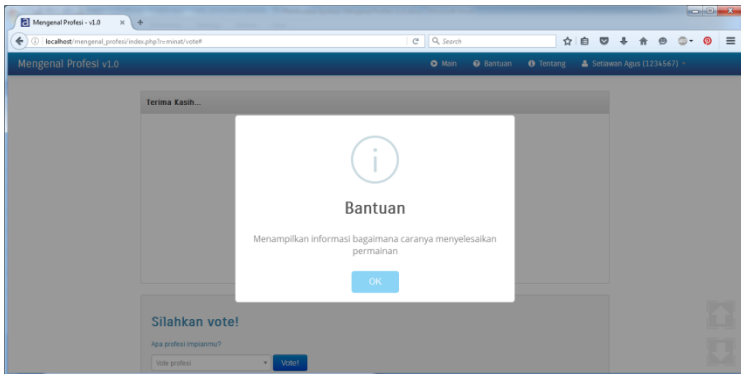 Mengenal Profesi - v1.0
localhost/mengenal_profesi/index.php?r=minat/vote#
Search
Mengenal Profesi v1.0
Main
Bantuan
Tentang
Setiawan Agus (1234567)
Terima Kasih...
Bantuan
Menampilkan informasi bagaimana caranya menyelesaikan
permainan
OK
Silahkan vote!
Apa profesi impianmu?
Vote profesi
Vote!